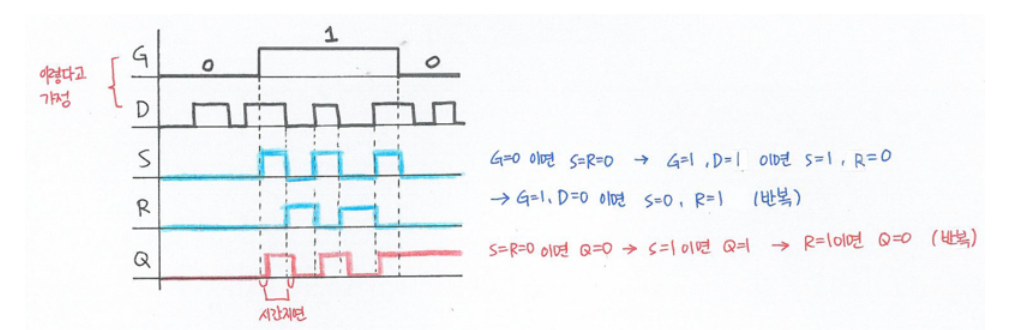 1
G
0
0
이렇다고
가정
D
S
G=0 이면 S=R=0 → G=1, D=1 이면 S=1, R=0
→ G=1, D=0 이면 S=0, R=1 (반복)
R
Q
S=R=0 이면 Q=0 → S=1 이면 Q=1 → R=1이면 Q=0 (반복)
시간지연